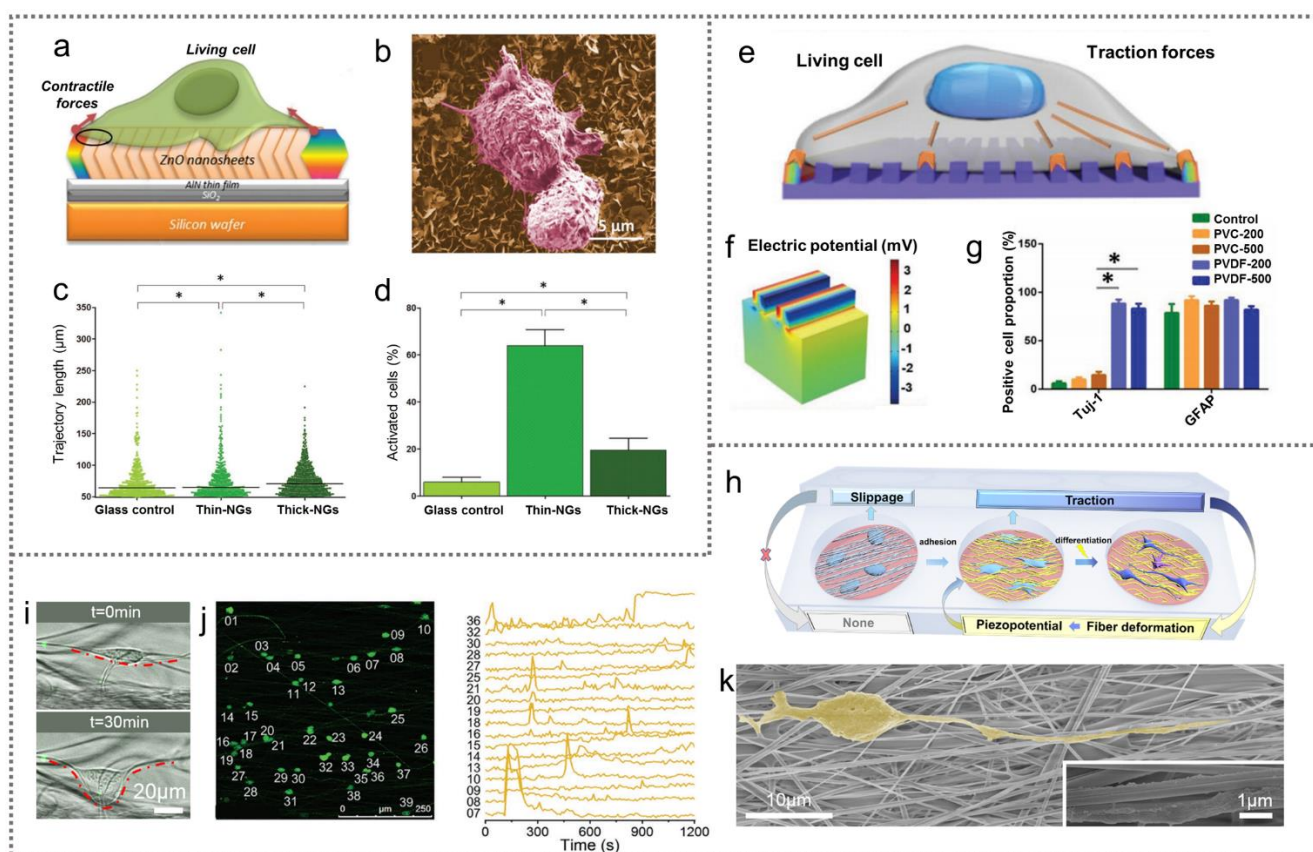 a
Living cell
Contractile
forces
ZnO nanosheets
AlN thin film
SiO₂
Silicon wafer
b
5 µm
c
Trajectory length (µm)
250
200
150
100
50
*
*
*
Glass control
Thin-NGs
Thick-NGs
d
Activated cells (%)
80
60
40
20
0
*
*
*
Glass control
Thin-NGs
Thick-NGs
e
Living cell
Traction forces
f
Electric potential (mV)
3
2
1
0
-1
-2
-3
g
Positive cell proportion (%)
150
100
50
0
Control
PVC-200
PVC-500
PVDF-200
PVDF-500
*
*
Tuj-1
GFAP
h
Slippage
Traction
adhesion
differentiation
None
Piezopotential
Fiber deformation
i
t=0min
t=30min
20µm
j
01
10
09
02
03
04
05
06
07
08
11
12
13
14
15
25
16
17
20
22
23
24
26
18
21
19
32
33
34
27
29
30
35
36
37
28
31
38
39
0
µm
250
36
32
30
28
27
25
21
20
19
18
16
15
14
13
10
09
08
07
0
300
600
900
1200
Time (s)
k
10µm
1µm